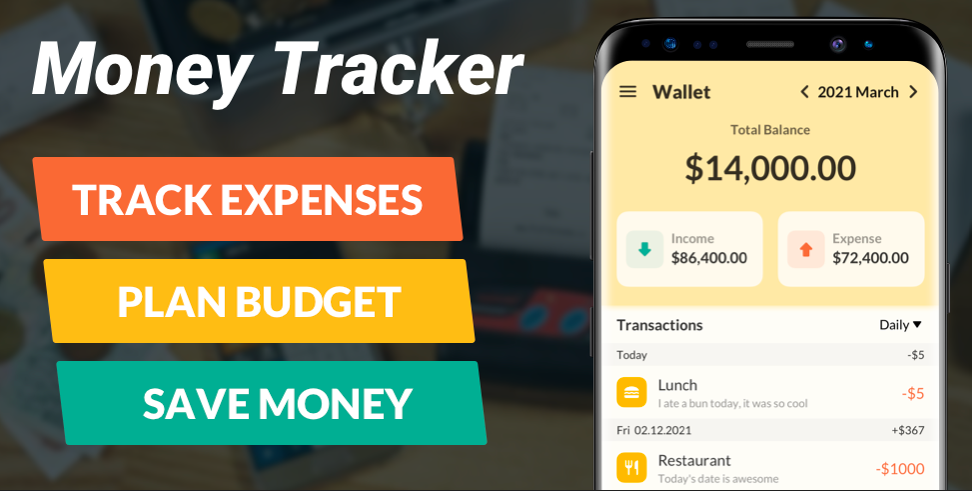 Money Tracker
TRACK EXPENSES
PLAN BUDGET
SAVE MONEY
Wallet
2021 March
Total Balance
$14,000.00
Income
$86,400.00
Expense
$72,400.00
Transactions
Daily
Today
-$5
Lunch
-$5
I ate a bun today, it was so cool
Fri 02.12.2021
+$367
Restaurant
-$1000
Today's date is awesome